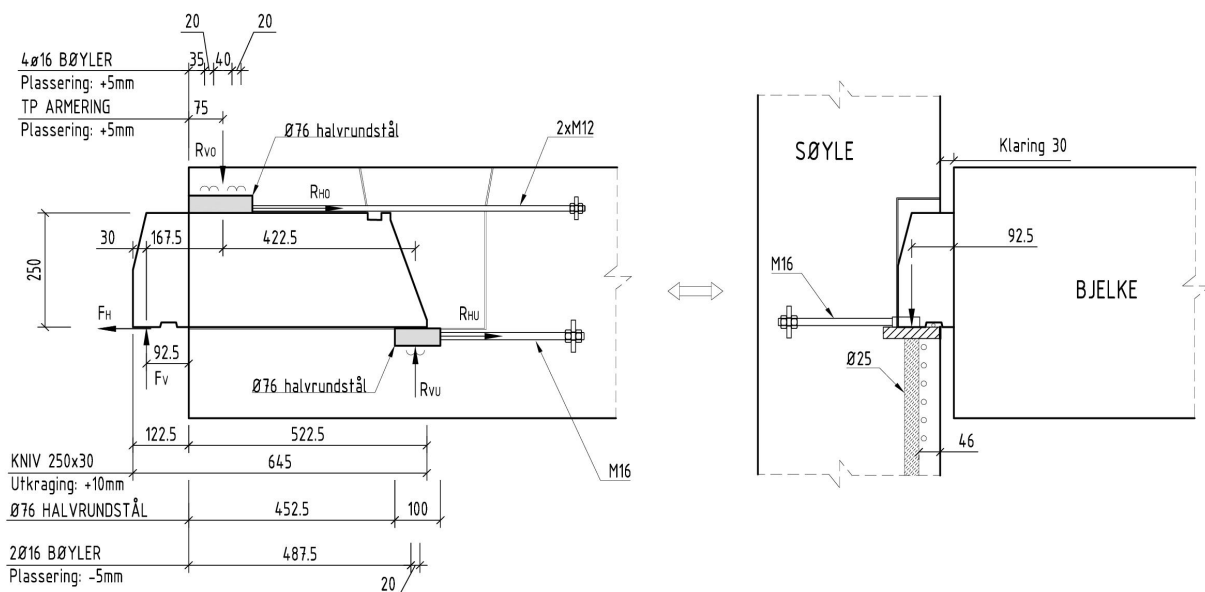 20
20
4ø16 BØYLER
35
40
Plassering: +5mm
TP ARMERING
75
Plassering: +5mm
Ø76 halvrundstål
2xM12
RVO
RHO
30
167.5
422.5
250
FH
RHU
92.5
FV
Ø76 halvrundstål
RVU
122.5
522.5
M16
KNIV 250x30
645
Utkraging: +10mm
Ø76 HALVRUNDSTÅL
452.5
100
2Ø16 BØYLER
487.5
Plassering: -5mm
20
SØYLE
Klaring 30
92.5
M16
BJELKE
Ø25
46